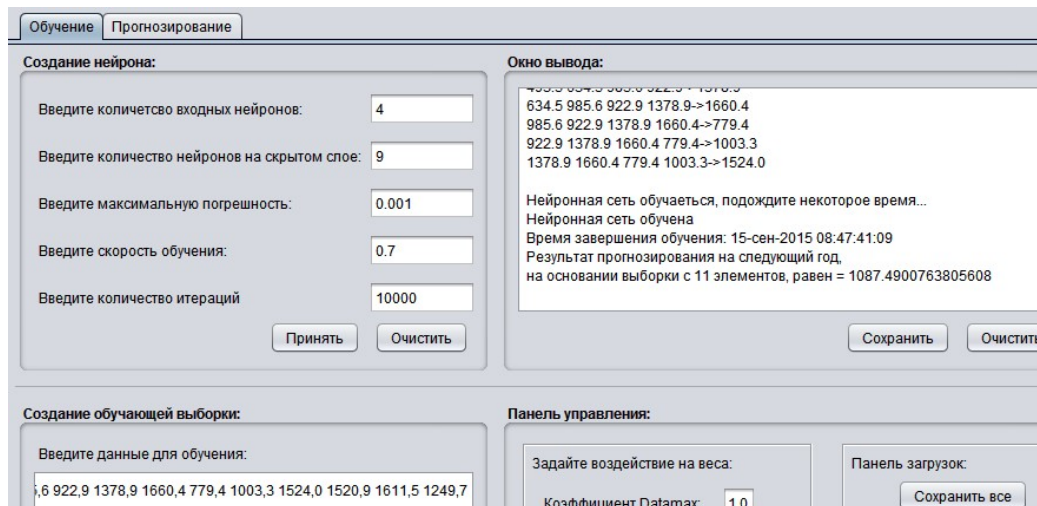 Обучение Прогнозирование
Создание нейрона:
Введите количетсво входных нейронов: 4
Введите количество нейронов на скрытом слое: 9
Введите максимальную погрешность: 0.001
Введите скорость обучения: 0.7
Введите количество итераций 10000
Принять Очистить
Окно вывода:
634.5 985.6 922.9 1378.9->1660.4
985.6 922.9 1378.9 1660.4->779.4
922.9 1378.9 1660.4 779.4->1003.3
1378.9 1660.4 779.4 1003.3->1524.0
Нейронная сеть обучаеться, подождите некоторое время...
Нейронная сеть обучена
Время завершения обучения: 15-сен-2015 08:47:41:09
Результат прогнозирования на следующий год,
на основании выборки с 11 элементов, равен = 1087.4900763805608
Сохранить Очистить
Создание обучающей выборки:
Введите данные для обучения:
,6 922,9 1378,9 1660,4 779,4 1003,3 1524,0 1520,9 1611,5 1249,7
Панель управления:
Задайте воздействие на веса:
Коэффициент Datamax: 1.0
Панель загрузок:
Сохранить все